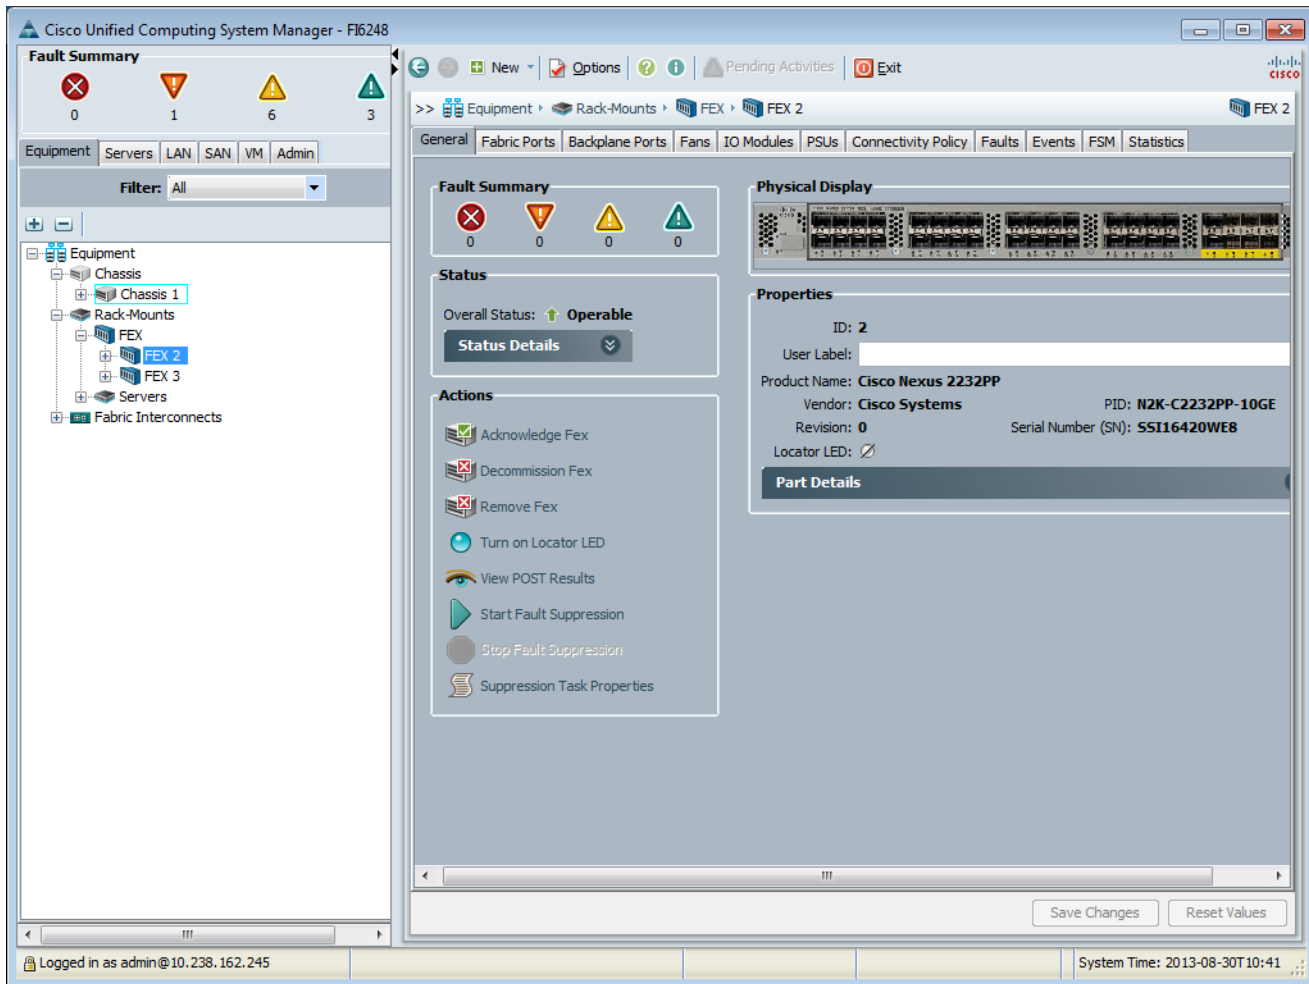 Cisco Unified Computing System Manager - FI6248
Fault Summary
0 1 6 3
New Options Pending Activities Exit
CISCO
>> Equipment Rack-Mounts FEX FEX 2 FEX 2
Equipment Servers LAN SAN VM Admin
General Fabric Ports Backplane Ports Fans IO Modules PSUs Connectivity Policy Faults Events FSM Statistics
Filter: All
Equipment
Chassis
Chassis 1
Rack-Mounts
FEX
FEX 2
FEX 3
Servers
Fabric Interconnects
Fault Summary
0 0 0 0
Status
Overall Status: Operable
Status Details
Actions
Acknowledge Fex
Decommission Fex
Remove Fex
Turn on Locator LED
View POST Results
Start Fault Suppression
Stop Fault Suppression
Suppression Task Properties
Physical Display
Properties
ID: 2
User Label:
Product Name: Cisco Nexus 2232PP
Vendor: Cisco Systems PID: N2K-C2232PP-10GE
Revision: 0 Serial Number (SN): SSI16420WE8
Locator LED:
Part Details
Save Changes Reset Values
Logged in as admin@10.238.162.245 System Time: 2013-08-30T10:41